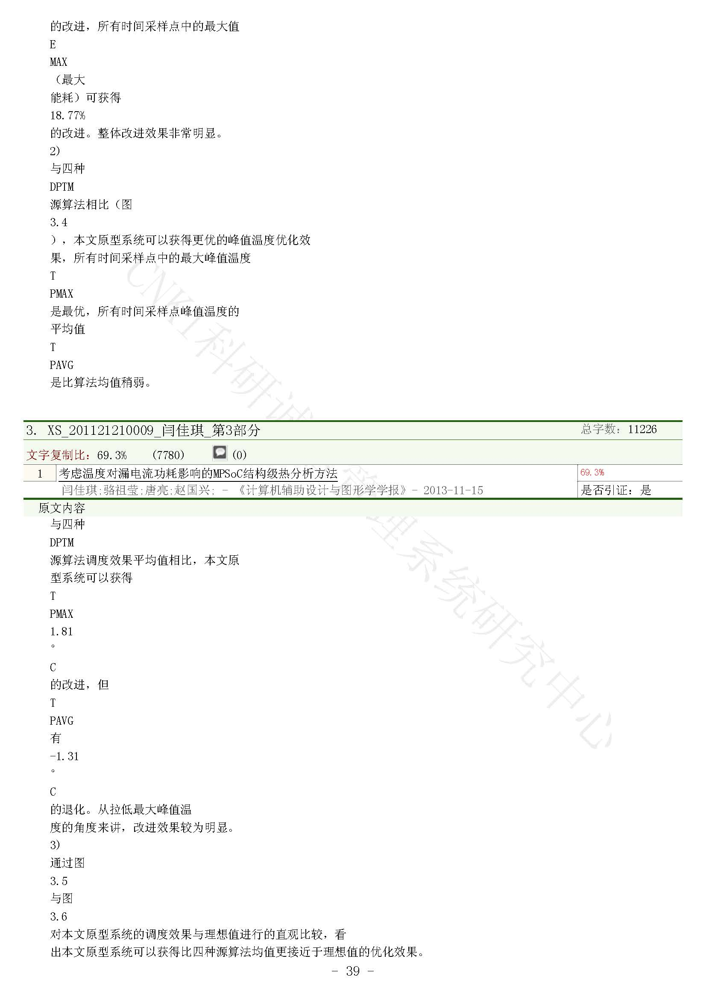 的改进，所有时间采样点中的最大值
E
MAX
（最大
能耗）可获得
18.77%
的改进。整体改进效果非常明显。
2)
与四种
DPTM
源算法相比（图
3.4
），本文原型系统可以获得更优的峰值温度优化效
果，所有时间采样点中的最大峰值温度
T
PMAX
是最优，所有时间采样点峰值温度的
平均值
T
PAVG
是比算法均值稍弱。
3. XS_201121210009_闫佳琪_第3部分 总字数：11226
文字复制比：69.3% (7780) (0)
1 考虑温度对漏电流功耗影响的MPSoC结构级热分析方法 69.3%
闫佳琪;骆祖莹;唐亮;赵国兴; - 《计算机辅助设计与图形学学报》- 2013-11-15 是否引证：是
原文内容
与四种
DPTM
源算法调度效果平均值相比，本文原
型系统可以获得
T
PMAX
1.81
°
C
的改进，但
T
PAVG
有
-1.31
°
C
的退化。从拉低最大峰值温
度的角度来讲，改进效果较为明显。
3)
通过图
3.5
与图
3.6
对本文原型系统的调度效果与理想值进行的直观比较，看
出本文原型系统可以获得比四种源算法均值更接近于理想值的优化效果。
- 39 -
CNKI科研诚 管理系统研究中心